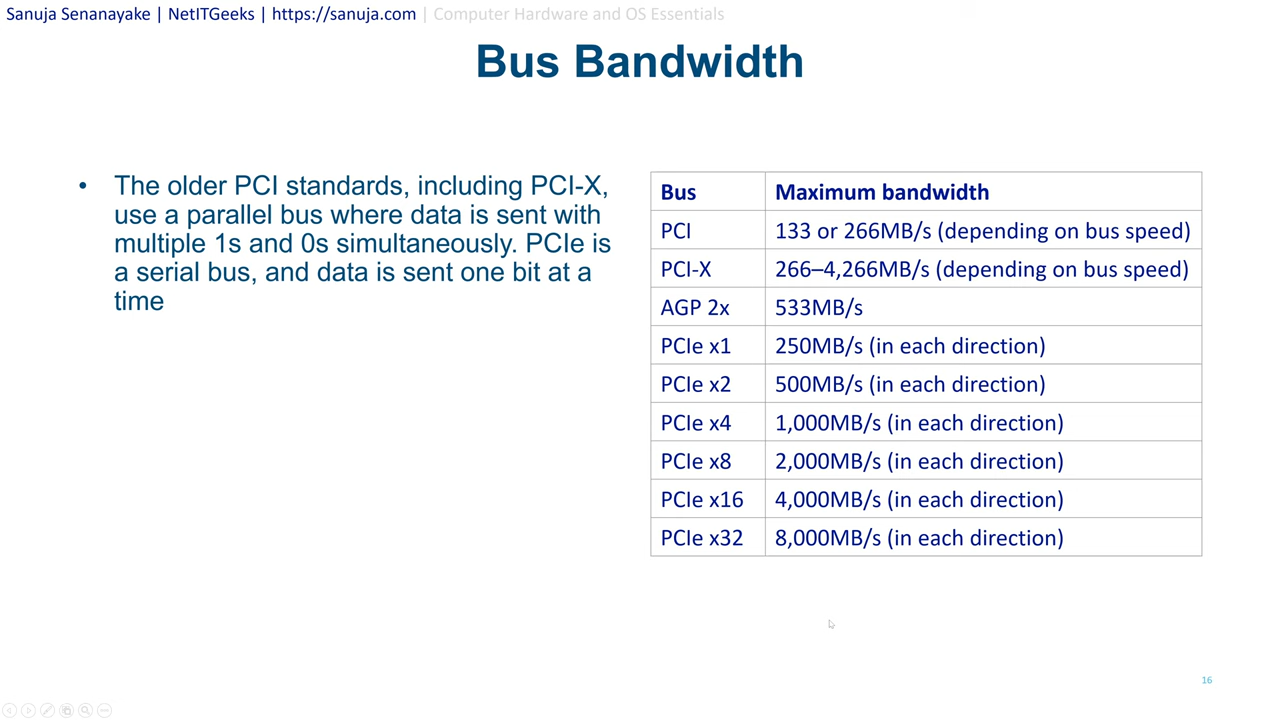 Sanuja Senanayake | NetITGeeks | https://sanuja.com | Computer Hardware and OS Essentials
Bus Bandwidth
• The older PCI standards, including PCI-X,
use a parallel bus where data is sent with
multiple 1s and 0s simultaneously. PCIe is
a serial bus, and data is sent one bit at a
time
Bus Maximum bandwidth
PCI 133 or 266MB/s (depending on bus speed)
PCI-X 266–4,266MB/s (depending on bus speed)
AGP 2x 533MB/s
PCIe x1 250MB/s (in each direction)
PCIe x2 500MB/s (in each direction)
PCIe x4 1,000MB/s (in each direction)
PCIe x8 2,000MB/s (in each direction)
PCIe x16 4,000MB/s (in each direction)
PCIe x32 8,000MB/s (in each direction)
16